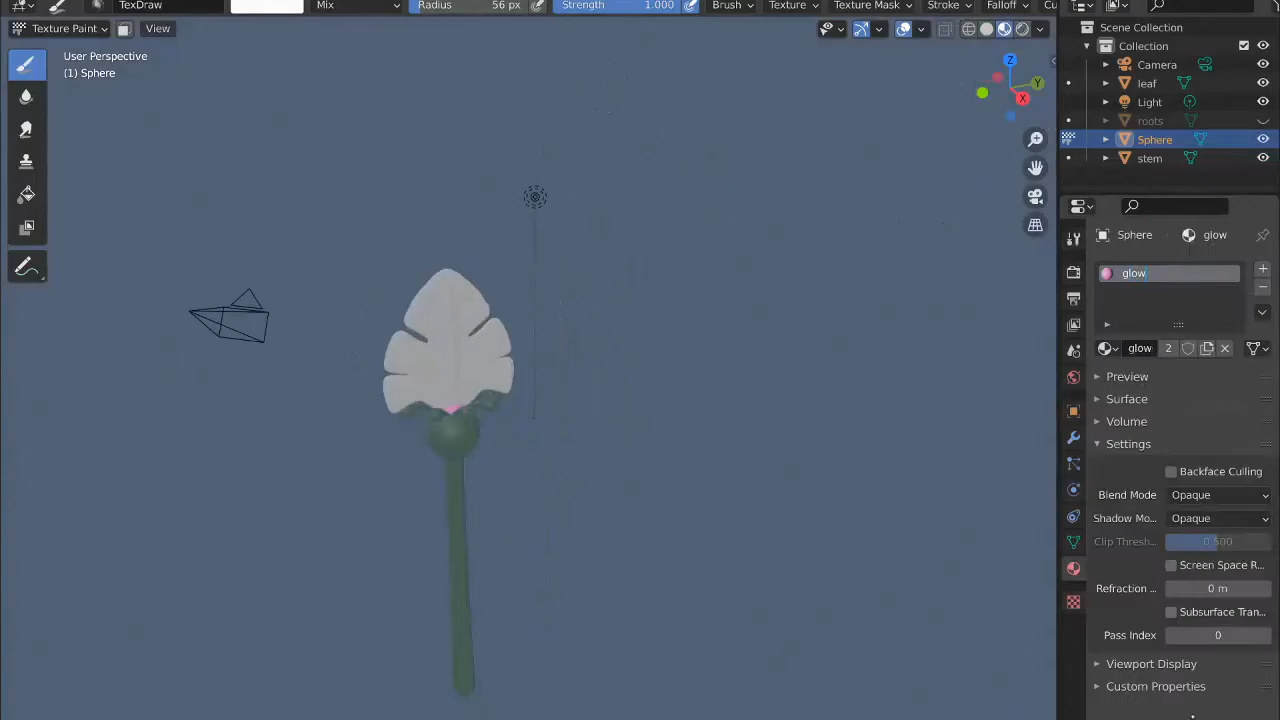 TexDraw Mix Radius 56 px Strength 1.000 Brush Texture Texture Mask Stroke Falloff Cu
Texture Paint View
User Perspective
(1) Sphere
Z
Y
X
Scene Collection
Collection
Camera
leaf
Light
roots
Sphere
stem
Sphere glow
glow
glow 2
Preview
Surface
Volume
Settings
Backface Culling
Blend Mode Opaque
Shadow Mo... Opaque
Clip Thresh... 0.500
Screen Space R...
Refraction ... 0 m
Subsurface Tran...
Pass Index 0
Viewport Display
Custom Properties